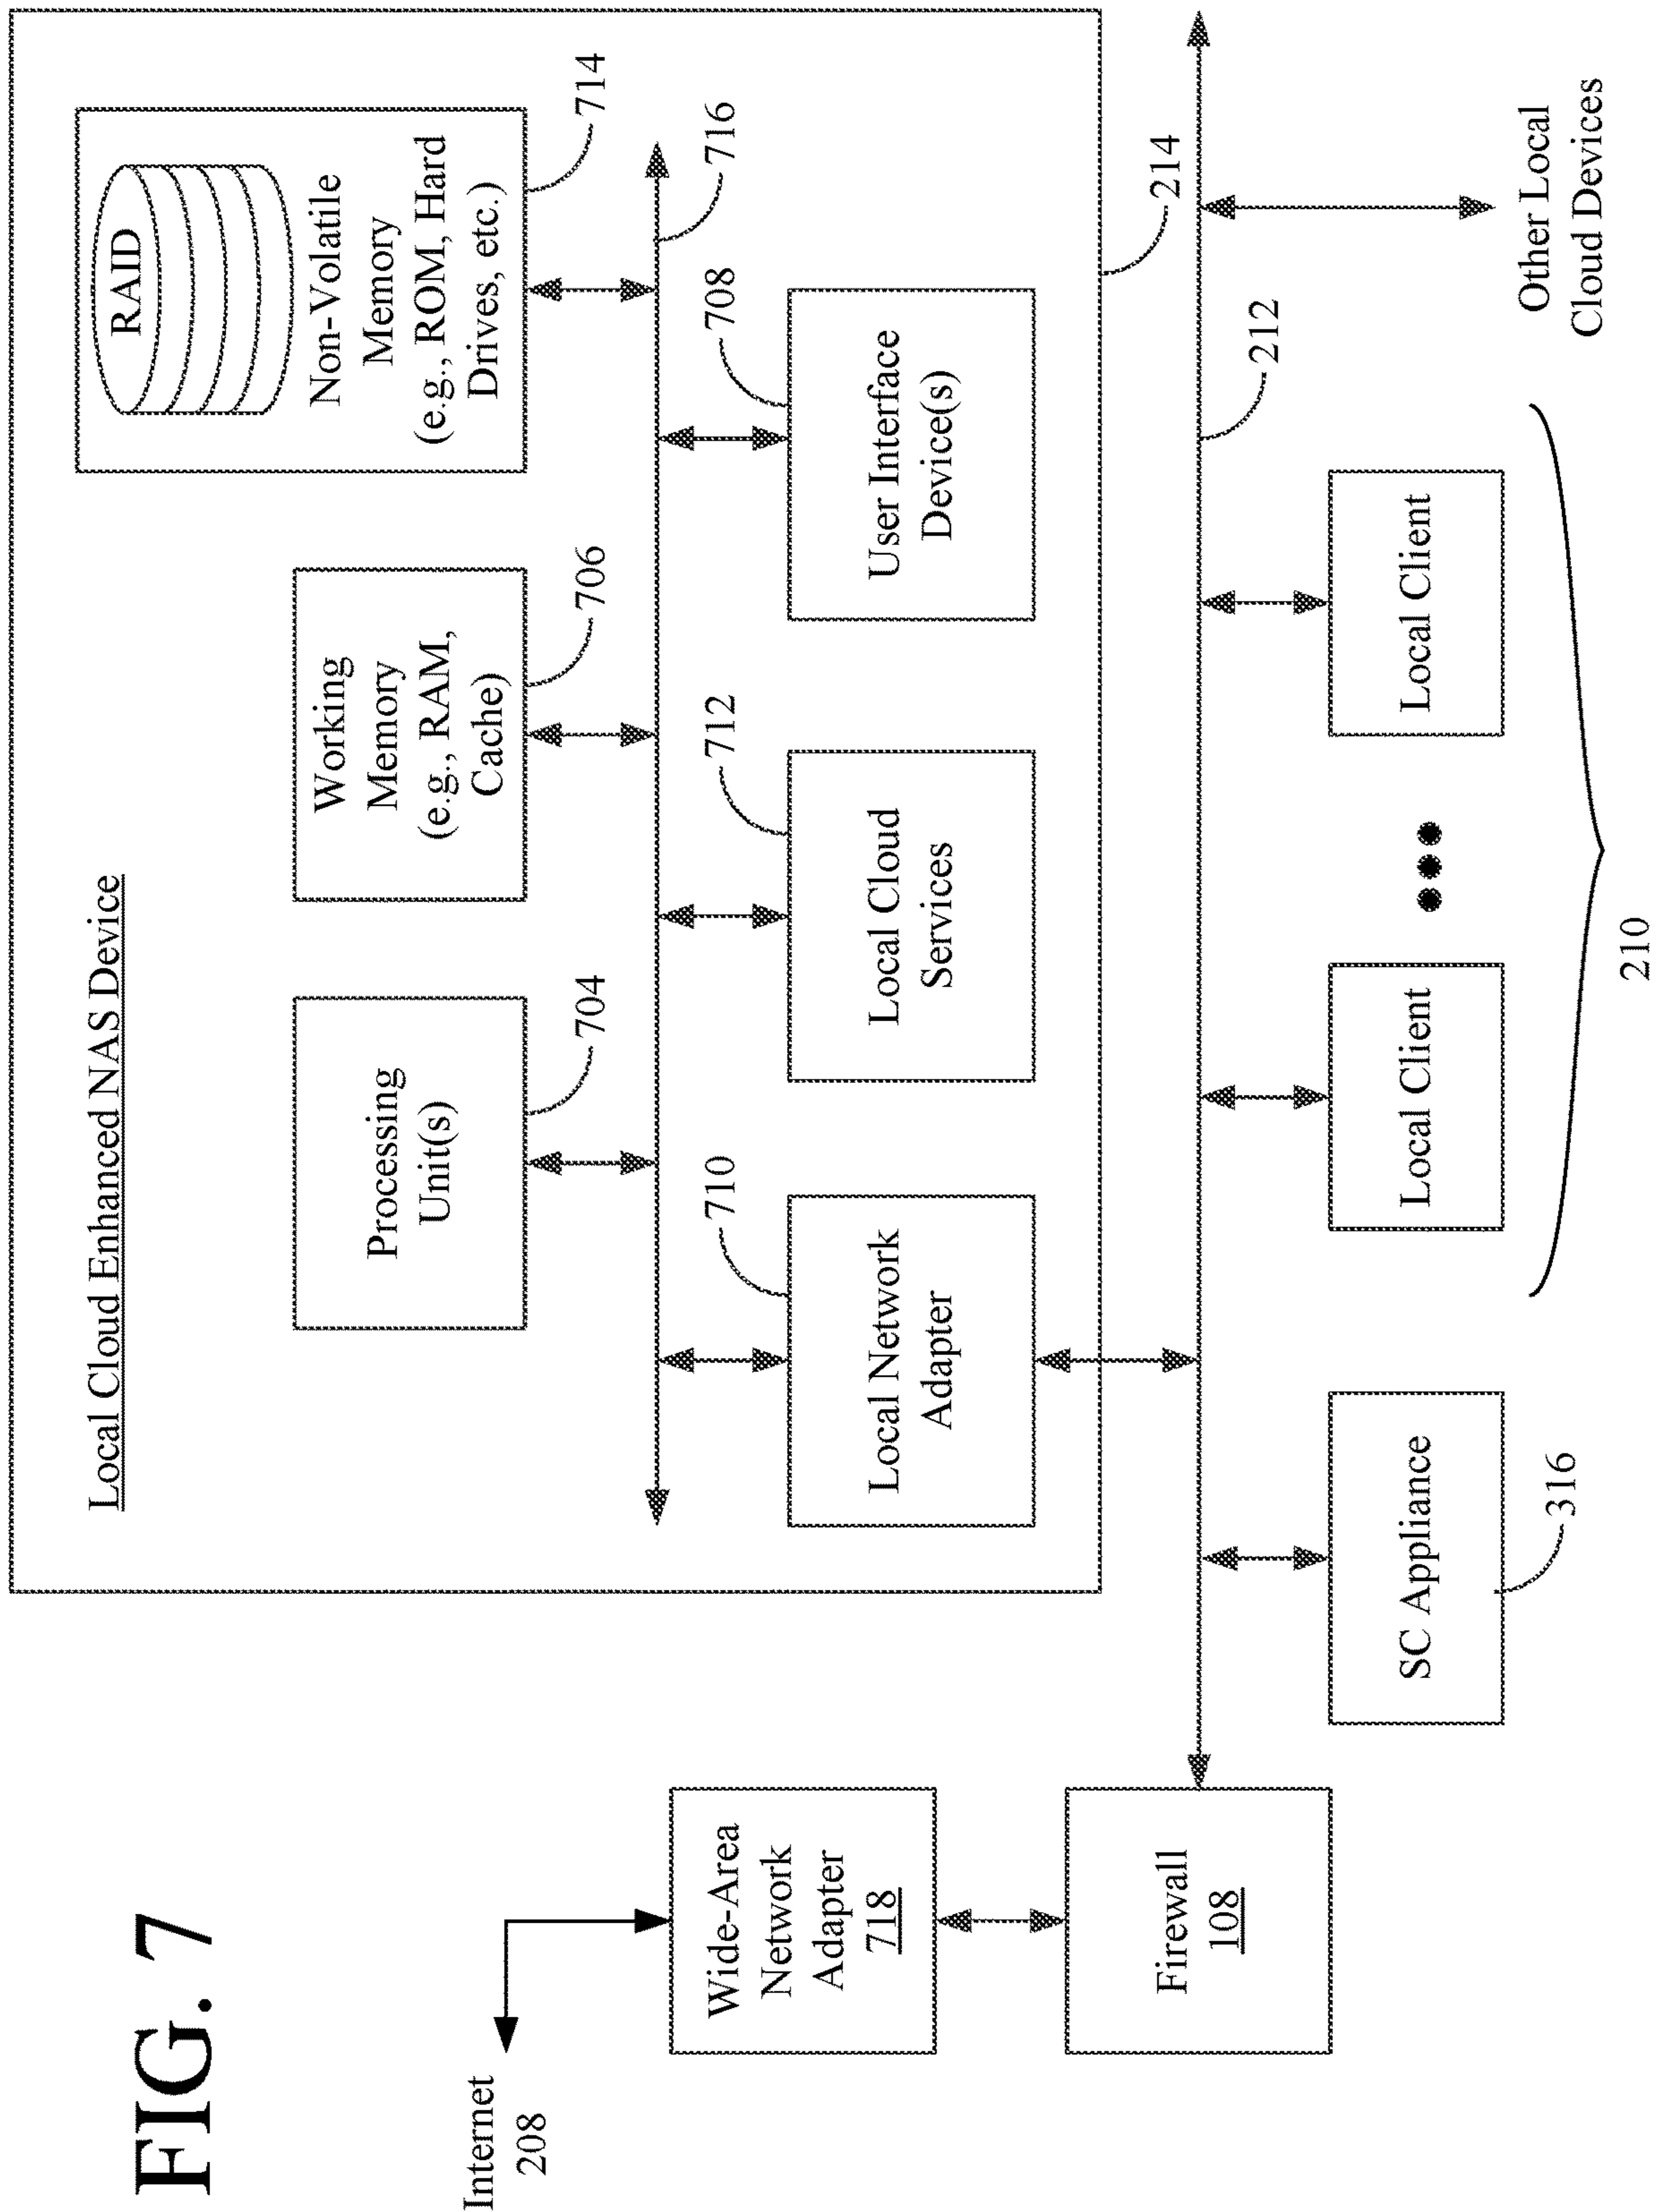 FIG. 7
Local Cloud Enhanced NAS Device
RAID
Non-Volatile
Memory
(e.g., ROM, Hard
Drives, etc.)
714
Working
Memory
(e.g., RAM,
Cache)
706
Processing
Unit(s)
704
716
710
Local Network
Adapter
712
Local Cloud
Services
708
User Interface
Device(s)
214
Internet
208
Wide-Area
Network
Adapter
718
Firewall
108
212
SC Appliance
316
Local Client
Local Client
210
Other Local
Cloud Devices